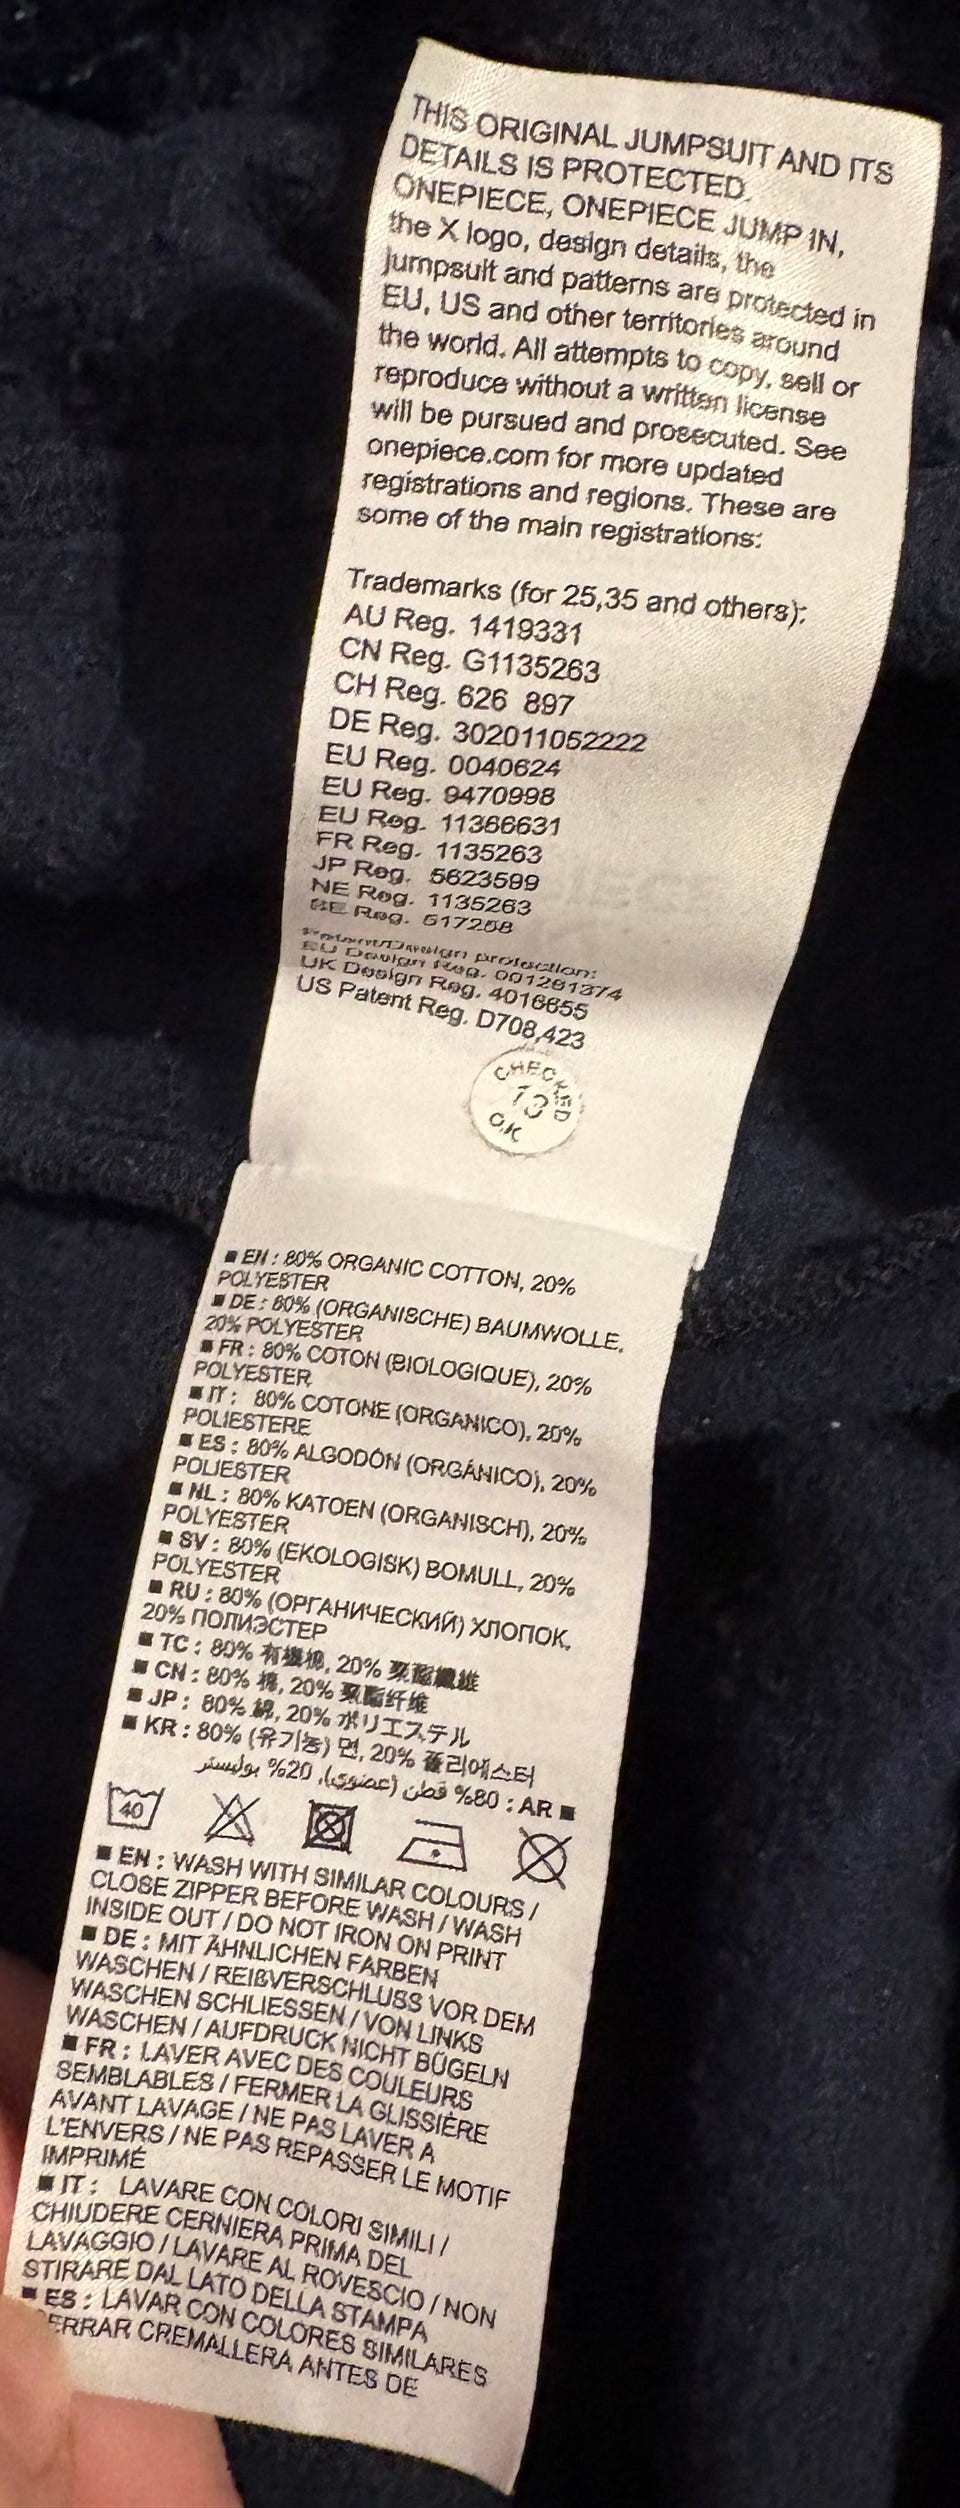 THIS ORIGINAL JUMPSUIT AND ITS
DETAILS IS PROTECTED.
ONEPIECE, ONEPIECE JUMP IN,
the X logo, design details, the
jumpsuit and patterns are protected in
EU, US and other territories around
the world. All attempts to copy, sell or
reproduce without a written license
will be pursued and prosecuted. See
onepiece.com for more updated
registrations and regions. These are
some of the main registrations:
Trademarks (for 25,35 and others):
AU Reg. 1419331
CN Reg. G1135263
CH Reg. 626 897
DE Reg. 302011052222
EU Reg. 0040624
EU Reg. 9470998
EU Reg. 11366631
FR Reg. 1135263
JP Reg. 5623599
NE Reg. 1135263
Reg. 517258
Patent/Design protection:
EU Design Reg. 001281374
UK Design Reg. 4016655
US Patent Reg. D708,423
CHECKED
13
O.K
■ EN : 80% ORGANIC COTTON, 20%
POLYESTER
■ DE : 80% (ORGANISCHE) BAUMWOLLE,
20% POLYESTER
■ FR : 80% COTON (BIOLOGIQUE), 20%
POLYESTER
■ IT : 80% COTONE (ORGANICO), 20%
POLIESTERE
■ ES : 80% ALGODÓN (ORGÁNICO), 20%
POLIESTER
■ NL : 80% KATOEN (ORGANISCH), 20%
POLYESTER
■ SV : 80% (EKOLOGISK) BOMULL, 20%
POLYESTER
■ RU : 80% (ОРГАНИЧЕСКИЙ) ХЛОПОК,
20% ПОЛИЭСТЕР
■ TC : 80% 有機棉, 20% 聚酯纖維
■ CN : 80% 棉, 20% 聚酯纤维
■ JP : 80% 綿, 20% ポリエステル
■ KR : 80% (유기농) 면, 20% 폴리에스터
■ AR : 80% قطن (عضوي), 20% بوليستر
40
■ EN : WASH WITH SIMILAR COLOURS /
CLOSE ZIPPER BEFORE WASH / WASH
INSIDE OUT / DO NOT IRON ON PRINT
■ DE : MIT ÄHNLICHEN FARBEN
WASCHEN / REIßVERSCHLUSS VOR DEM
WASCHEN SCHLIESSEN / VON LINKS
WASCHEN / AUFDRUCK NICHT BÜGELN
■ FR : LAVER AVEC DES COULEURS
SEMBLABLES / FERMER LA GLISSIÈRE
AVANT LAVAGE / NE PAS LAVER A
L'ENVERS / NE PAS REPASSER LE MOTIF
IMPRIMÉ
■ IT : LAVARE CON COLORI SIMILI /
CHIUDERE CERNIERA PRIMA DEL
LAVAGGIO / LAVARE AL ROVESCIO / NON
STIRARE DAL LATO DELLA STAMPA
■ ES : LAVAR CON COLORES SIMILARES
ERRAR CREMALLERA ANTES DE